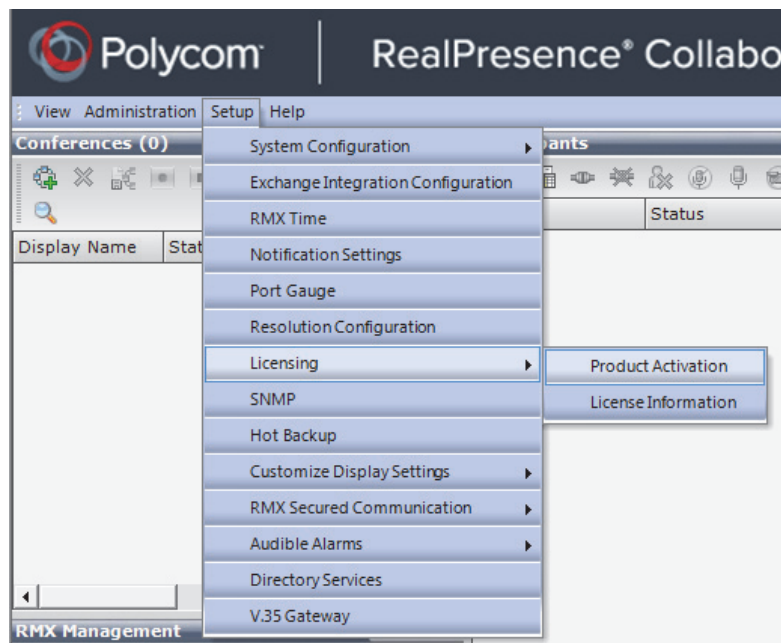 Polycom
RealPresence® Collabo
View Administration Setup Help
Conferences (0)
pants
Status
Display Name Stat
System Configuration
Exchange Integration Configuration
RMX Time
Notification Settings
Port Gauge
Resolution Configuration
Licensing
Product Activation
License Information
SNMP
Hot Backup
Customize Display Settings
RMX Secured Communication
Audible Alarms
Directory Services
V.35 Gateway
RMX Management